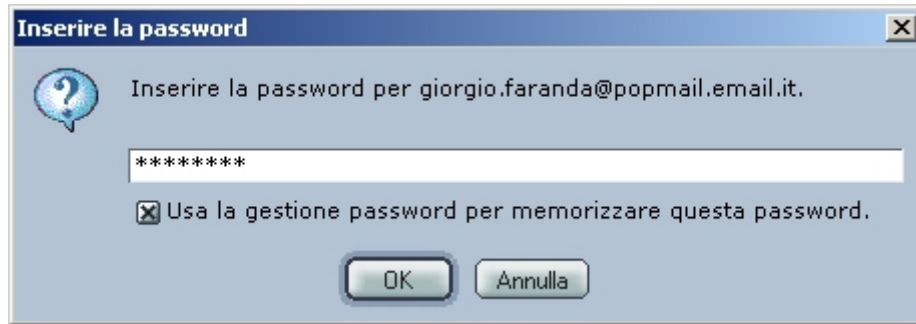 Inserire la password
Inserire la password per giorgio.faranda@popmail.email.it.
********
Usa la gestione password per memorizzare questa password.
OK
Annulla